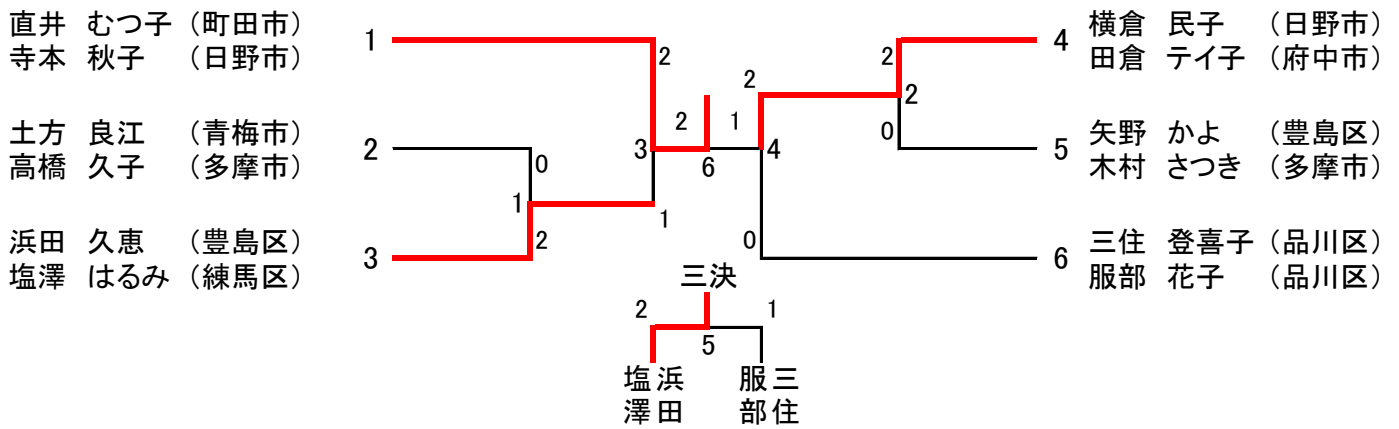 直井 むつ子 （町田市）
寺本 秋子 （日野市）
1
土方 良江 （青梅市）
高橋 久子 （多摩市）
2
浜田 久恵 （豊島区）
塩澤 はるみ （練馬区）
3
2
0
1
2
3
1
2
6
1
2
4
0
2
2
0
4
横倉 民子 （日野市）
田倉 テイ子 （府中市）
5
矢野 かよ （豊島区）
木村 さつき （多摩市）
6
三住 登喜子 （品川区）
服部 花子 （品川区）
三決
2
5
1
浜田
塩澤
三住
服部